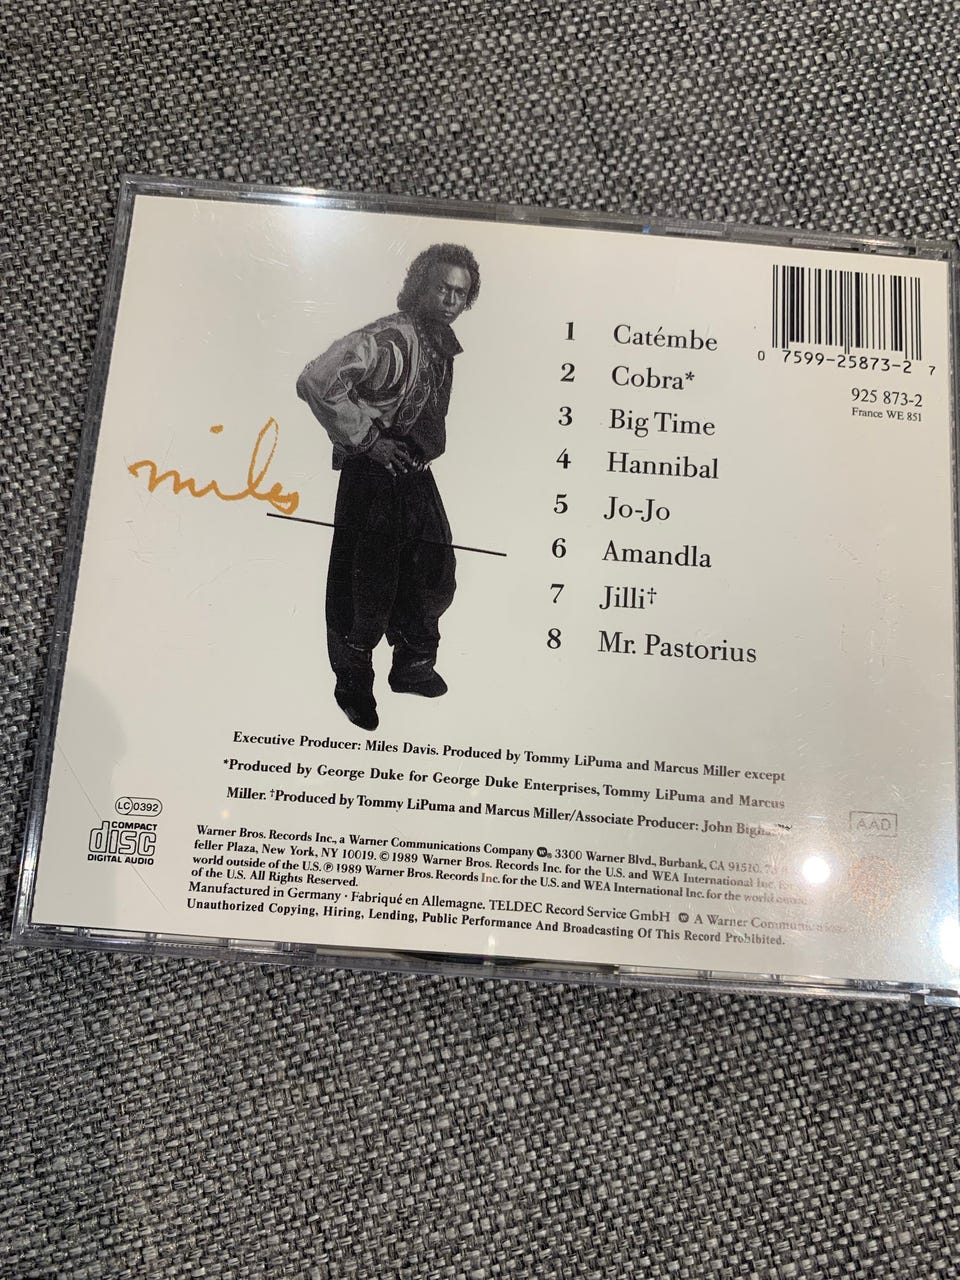 miles
1 Catémbe
2 Cobra*
3 Big Time
4 Hannibal
5 Jo-Jo
6 Amandla
7 Jilli†
8 Mr. Pastorius
0 7599-25873-2 7
925 873-2
France WE 851
Executive Producer: Miles Davis. Produced by Tommy LiPuma and Marcus Miller except
*Produced by George Duke for George Duke Enterprises, Tommy LiPuma and Marcus
Miller. †Produced by Tommy LiPuma and Marcus Miller/Associate Producer: John
LC 0392
COMPACT
disc
DIGITAL AUDIO
AAD
Warner Bros. Records Inc., a Warner Communications Company 3300 Warner Blvd., Burbank, CA 91510.
feller Plaza, New York, NY 10019. © 1989 Warner Bros. Records Inc. for the U.S. and WEA International Inc.
world outside of the U.S. ℗ 1989 Warner Bros. Records Inc. for the U.S. and WEA International Inc. for the world
of the U.S. All Rights Reserved.
Manufactured in Germany · Fabriqué en Allemagne. TELDEC Record Service GmbH A Warner
Unauthorized Copying, Hiring, Lending, Public Performance And Broadcasting Of This Record Prohibited.